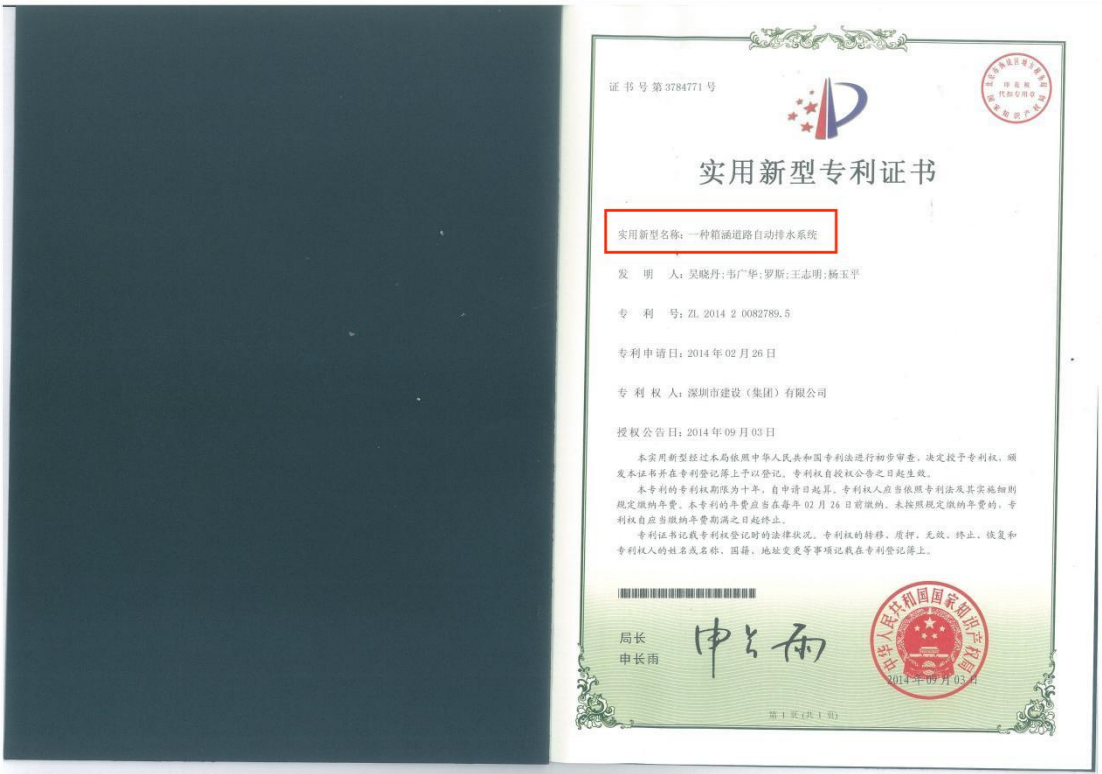 证书号第3784771号
实用新型专利证书
实用新型名称：一种箱涵道路自动排水系统
发 明 人：吴晓丹;韦广华;罗斯;王志明;杨玉平
专 利 号：ZL 2014 2 0082789.5
专利申请日：2014年02月26日
专 利 权 人：深圳市建设（集团）有限公司
授权公告日：2014年09月03日
本实用新型经过本局依照中华人民共和国专利法进行初步审查，决定授予专利权，颁
发本证书并在专利登记簿上予以登记。专利权自授权公告之日起生效。
本专利的专利权期限为十年，自申请日起算。专利权人应当依照专利法及其实施细则
规定缴纳年费。本专利的年费应当在每年02月26日前缴纳。未按照规定缴纳年费的，专
利权自应当缴纳年费期满之日起终止。
专利证书记载专利权登记时的法律状况。专利权的转移、质押、无效、终止、恢复和
专利权人的姓名或名称、国籍、地址变更等事项记载在专利登记簿上。
局长
申长雨
申长雨
中华人民共和国国家知识产权局
2014年09月03日
第 1 页 (共 1 页)